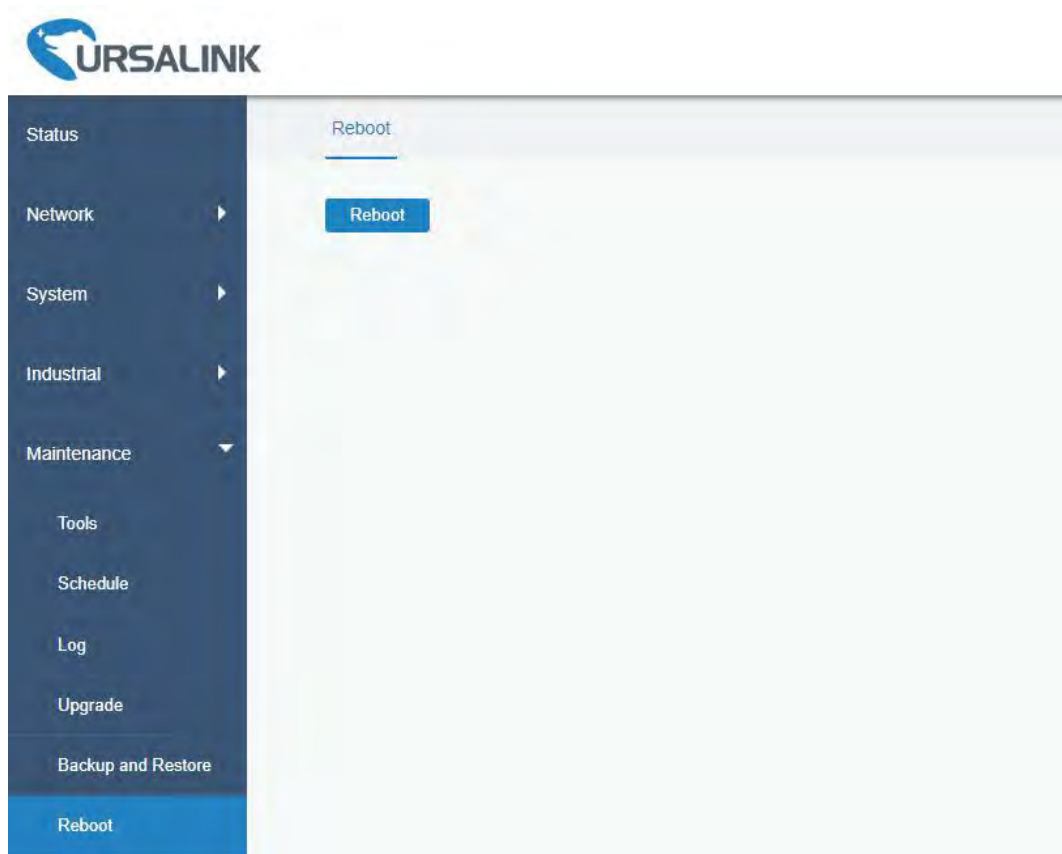 URSALINK
Status
Network
System
Industrial
Maintenance
Tools
Schedule
Log
Upgrade
Backup and Restore
Reboot
Reboot
Reboot